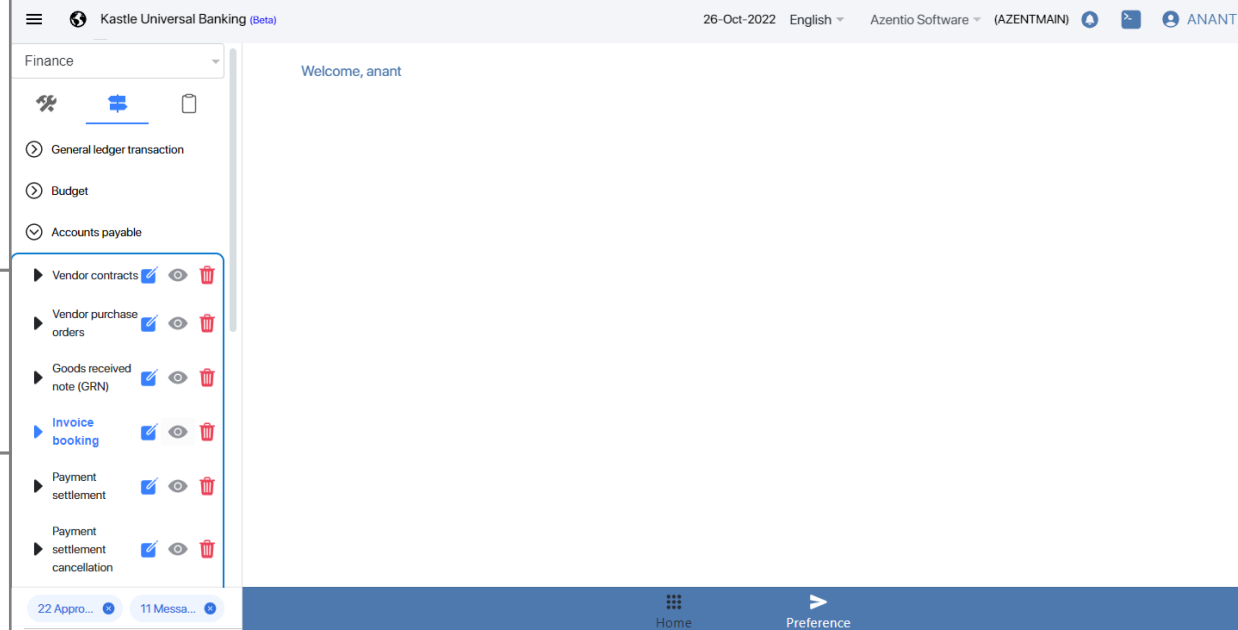 Kastle Universal Banking (Beta)
26-Oct-2022 English Azentio Software (AZENTMAIN) ANANT
Finance
Welcome, anant
General ledger transaction
Budget
Accounts payable
Vendor contracts
Vendor purchase
orders
Goods received
note (GRN)
Invoice
booking
Payment
settlement
Payment
settlement
cancellation
22 Appro... 11 Messa...
Home Preference